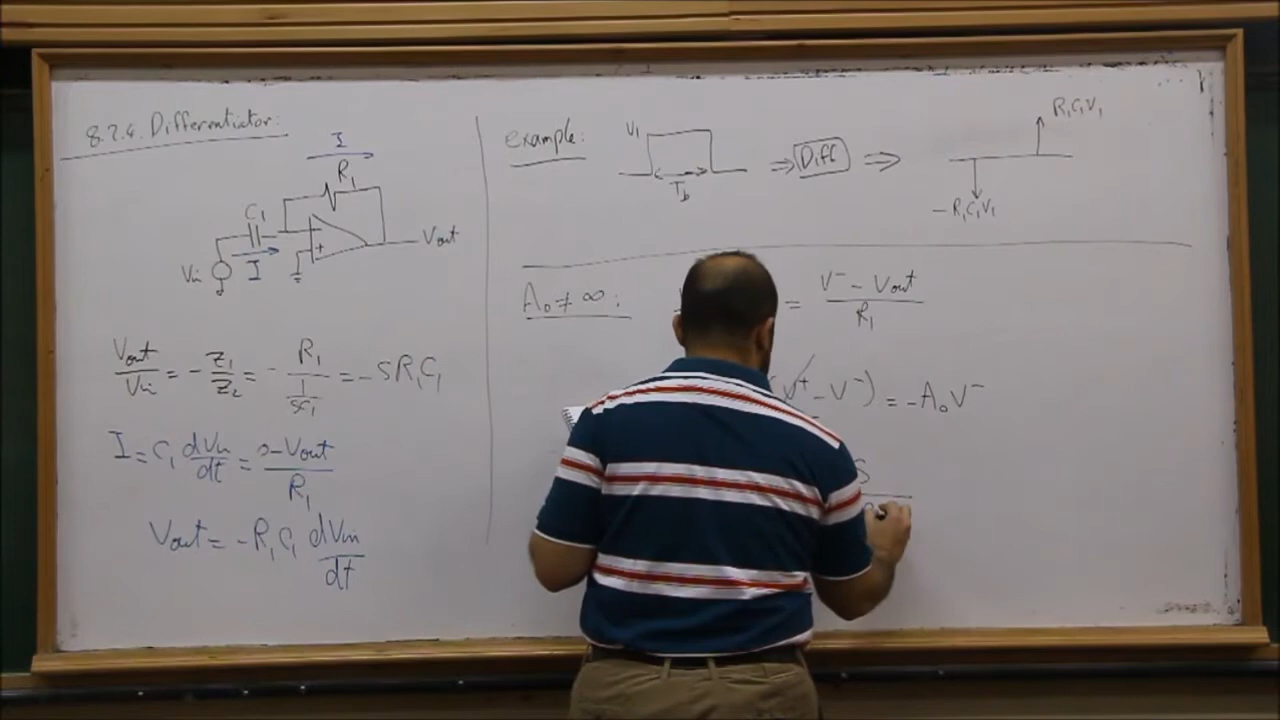 8.2.4. Differentiator:
I
R₁
C₁
Vout
Vin
I
-
+
Vout/Vin = - Z₁/Z₂ = - R₁/(1/SC₁) = - SR₁C₁
I = C₁ dVin/dt = (0-Vout)/R₁
Vout = -R₁C₁ dVin/dt
example:
V₁
Tb
⇒ Diff ⇒
R₁C₁V₁
-R₁C₁V₁
A₀ ≠ ∞:
= (V⁻ - Vout)/R₁
(V⁺ - V⁻) = -A₀V⁻
S